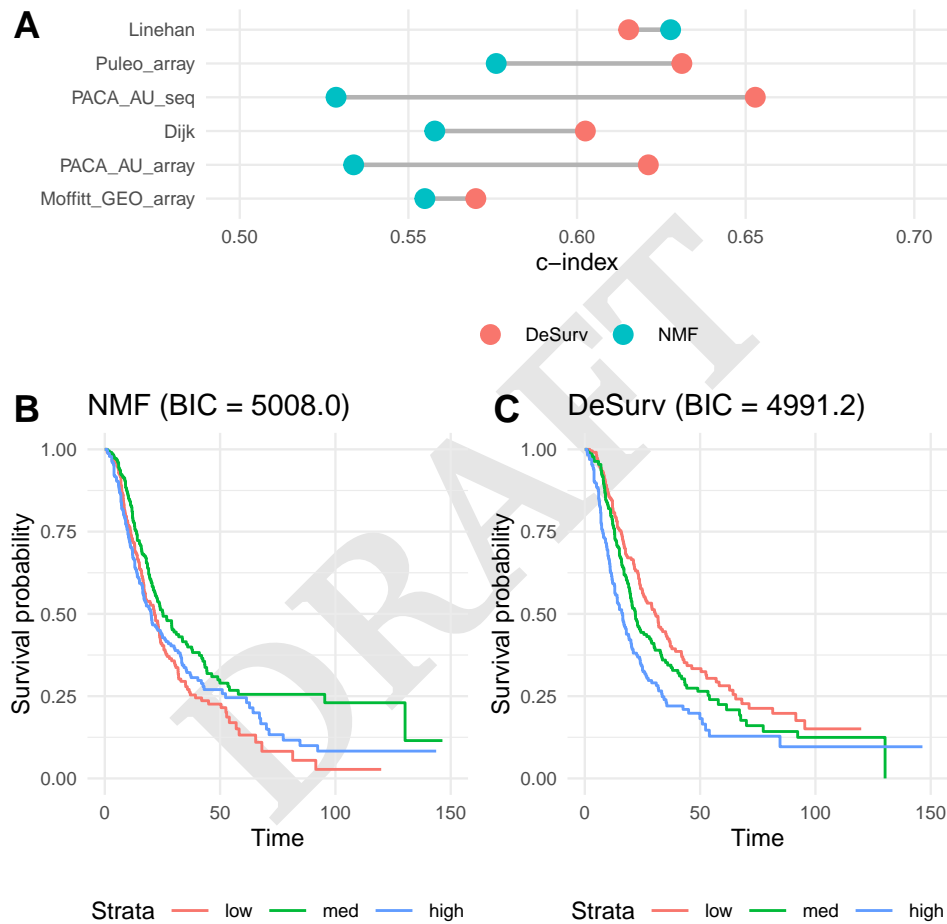 A
Linehan
Puleo_array
PACA_AU_seq
Dijk
PACA_AU_array
Moffitt_GEO_array
0.50 0.55 0.60 0.65 0.70
c−index
DeSurv NMF
DRAFT
B NMF (BIC = 5008.0)
Survival probability
1.00
0.75
0.50
0.25
0.00
0 50 100 150
Time
Strata low med high
C DeSurv (BIC = 4991.2)
Survival probability
1.00
0.75
0.50
0.25
0.00
0 50 100 150
Time
Strata low med high